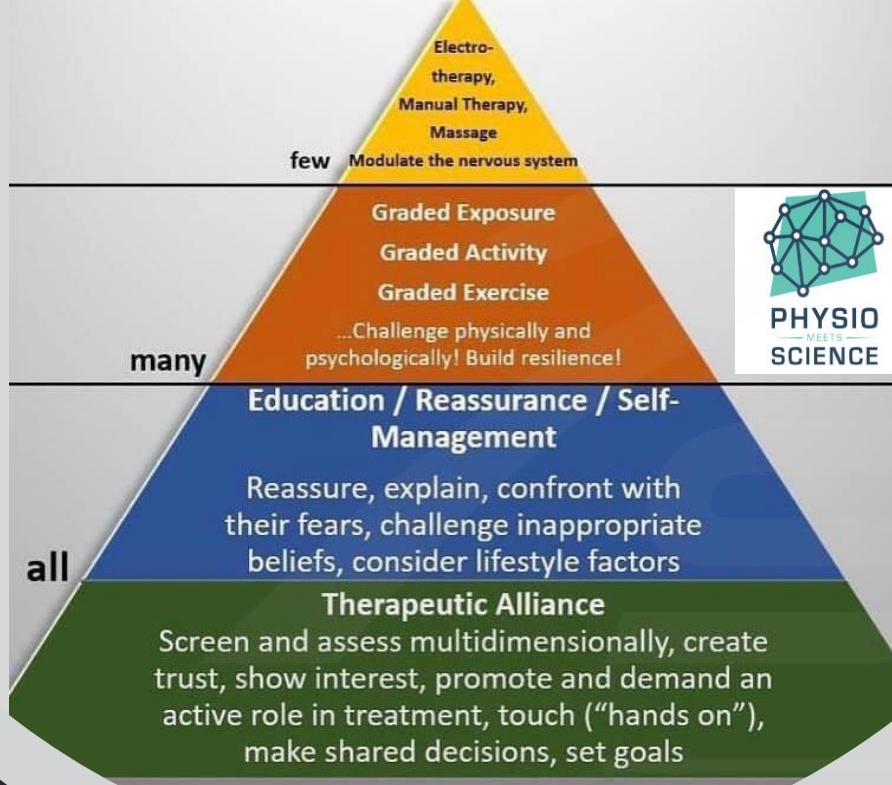 Electro-
therapy,
Manual Therapy,
Massage
few Modulate the nervous system
Graded Exposure
Graded Activity
Graded Exercise
...Challenge physically and
psychologically! Build resilience!
many
PHYSIO
MEETS
SCIENCE
Education / Reassurance / Self-
Management
Reassure, explain, confront with
their fears, challenge inappropriate
beliefs, consider lifestyle factors
all
Therapeutic Alliance
Screen and assess multidimensionally, create
trust, show interest, promote and demand an
active role in treatment, touch (“hands on”),
make shared decisions, set goals